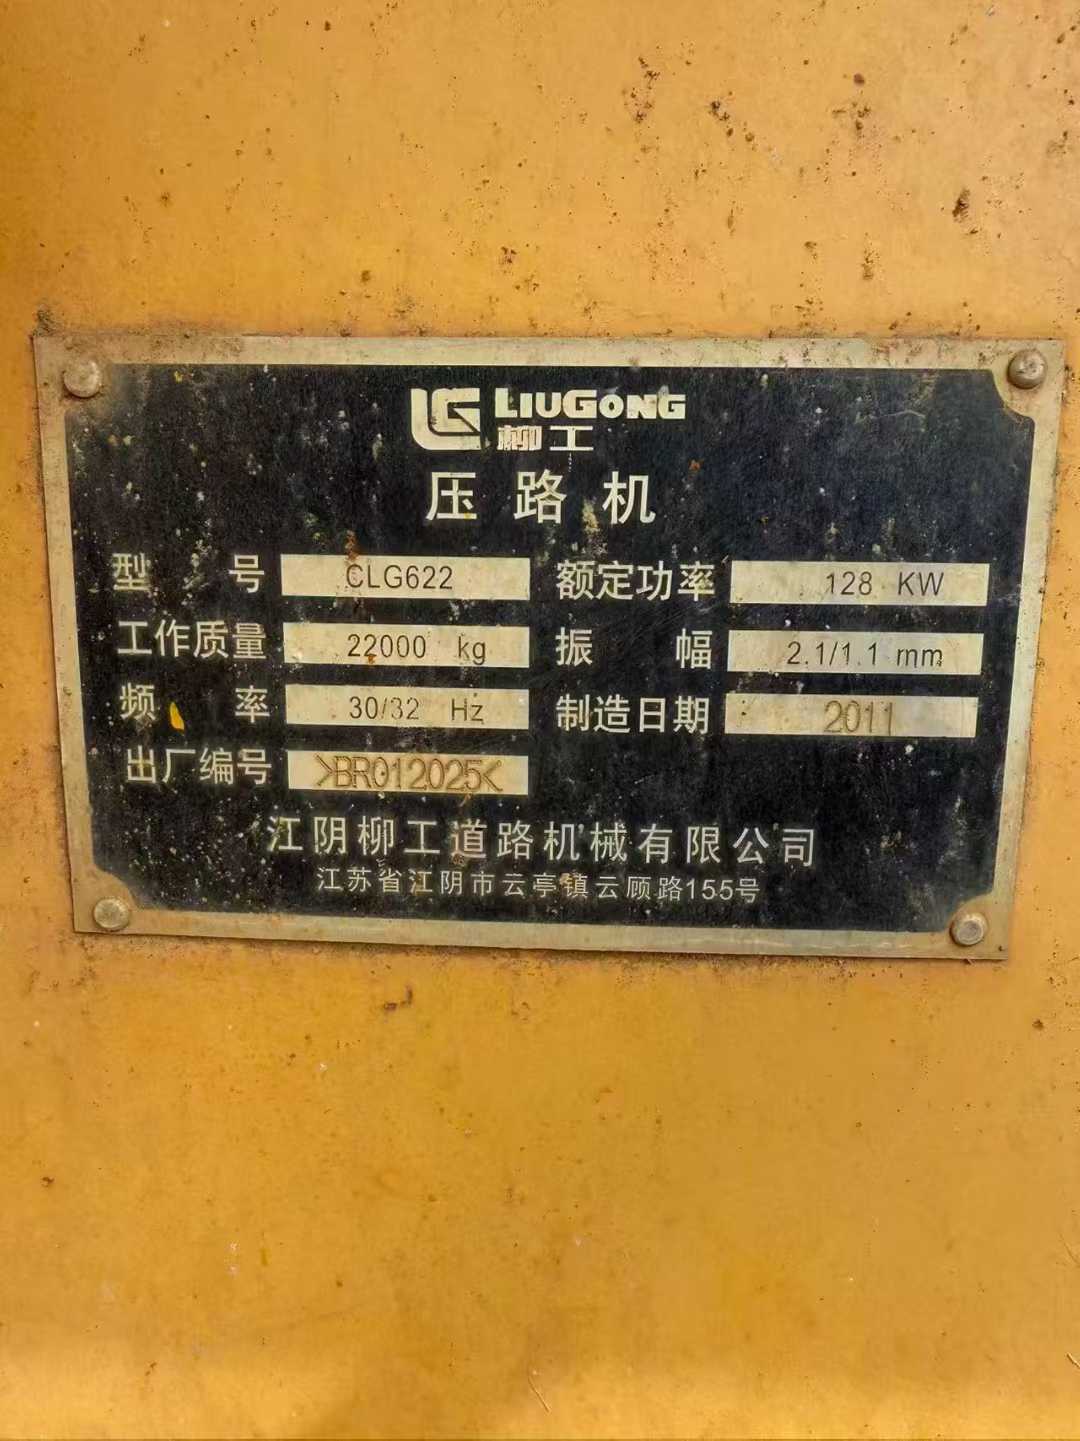 LG LIUGONG
柳工
压路机
型号 CLG622 额定功率 128 KW
工作质量 22000 kg 振幅 2.1/1.1 mm
频率 30/32 Hz 制造日期 2011
出厂编号 >BR012025<
江阴柳工道路机械有限公司
江苏省江阴市云亭镇云顾路155号